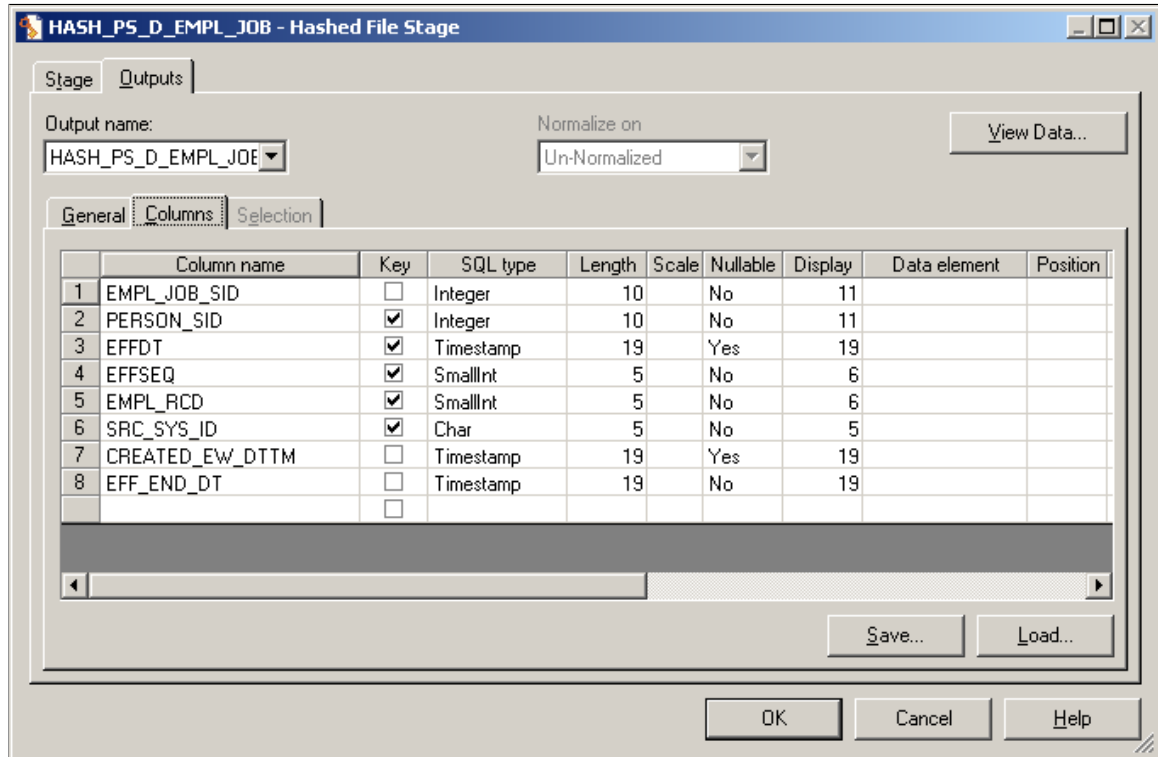 HASH_PS_D_EMPL_JOB - Hashed File Stage
Stage Outputs
Output name: Normalize on
HASH_PS_D_EMPL_JOE Un-Normalized View Data...
General Columns Selection
Column name Key SQL type Length Scale Nullable Display Data element Position
1 EMPL_JOB_SID Integer 10 No 11
2 PERSON_SID Integer 10 No 11
3 EFFDT Timestamp 19 Yes 19
4 EFFSEQ SmallInt 5 No 6
5 EMPL_RCD SmallInt 5 No 6
6 SRC_SYS_ID Char 5 No 5
7 CREATED_EW_DTTM Timestamp 19 Yes 19
8 EFF_END_DT Timestamp 19 No 19
Save... Load...
OK Cancel Help